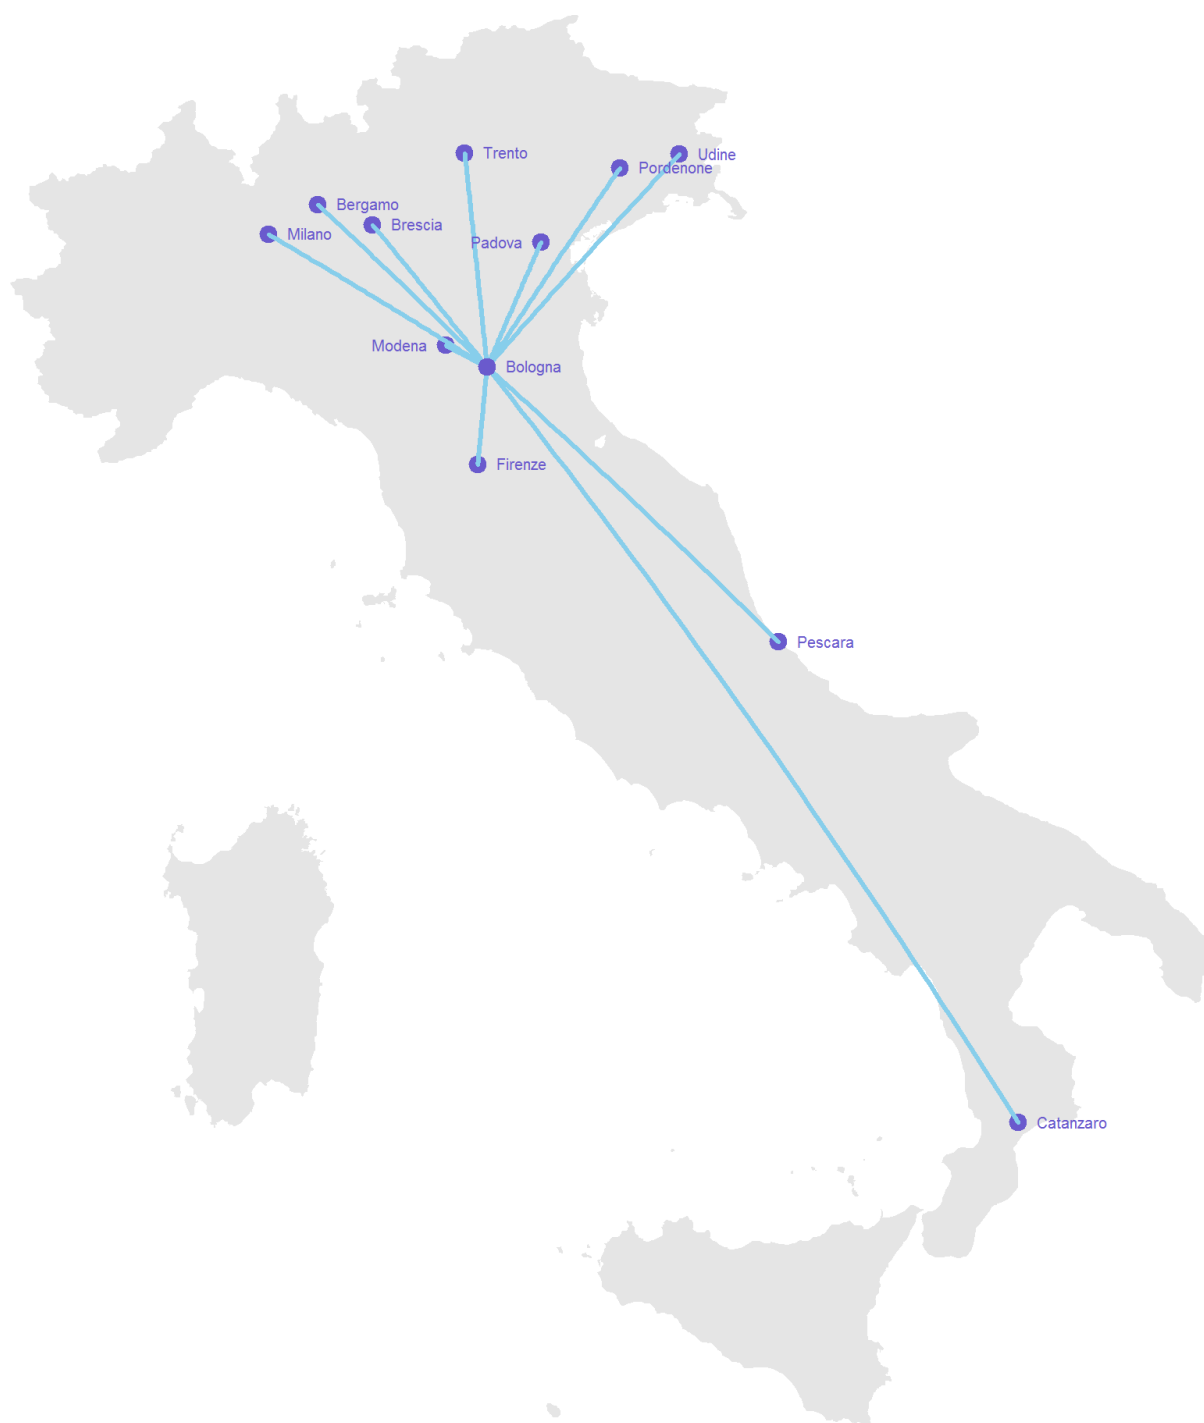 Trento
Udine
Pordenone
Bergamo
Brescia
Milano
Padova
Modena
Bologna
Firenze
Pescara
Catanzaro